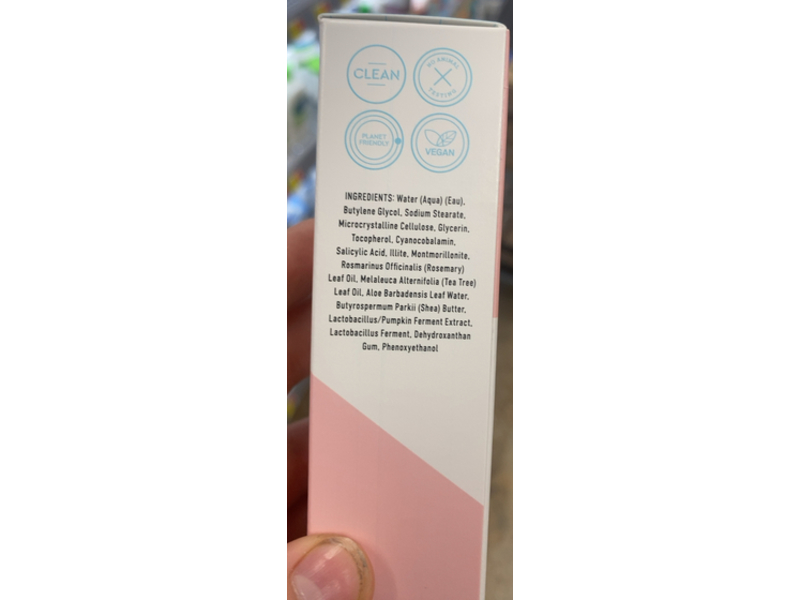 CLEAN
NO ANIMAL
TESTING
PLANET
FRIENDLY
VEGAN
INGREDIENTS: Water (Aqua) (Eau),
Butylene Glycol, Sodium Stearate,
Microcrystalline Cellulose, Glycerin,
Tocopherol, Cyanocobalamin,
Salicylic Acid, Illite, Montmorillonite,
Rosmarinus Officinalis (Rosemary)
Leaf Oil, Melaleuca Alternifolia (Tea Tree)
Leaf Oil, Aloe Barbadensis Leaf Water,
Butyrospermum Parkii (Shea) Butter,
Lactobacillus/Pumpkin Ferment Extract,
Lactobacillus Ferment, Dehydroxanthan
Gum, Phenoxyethanol